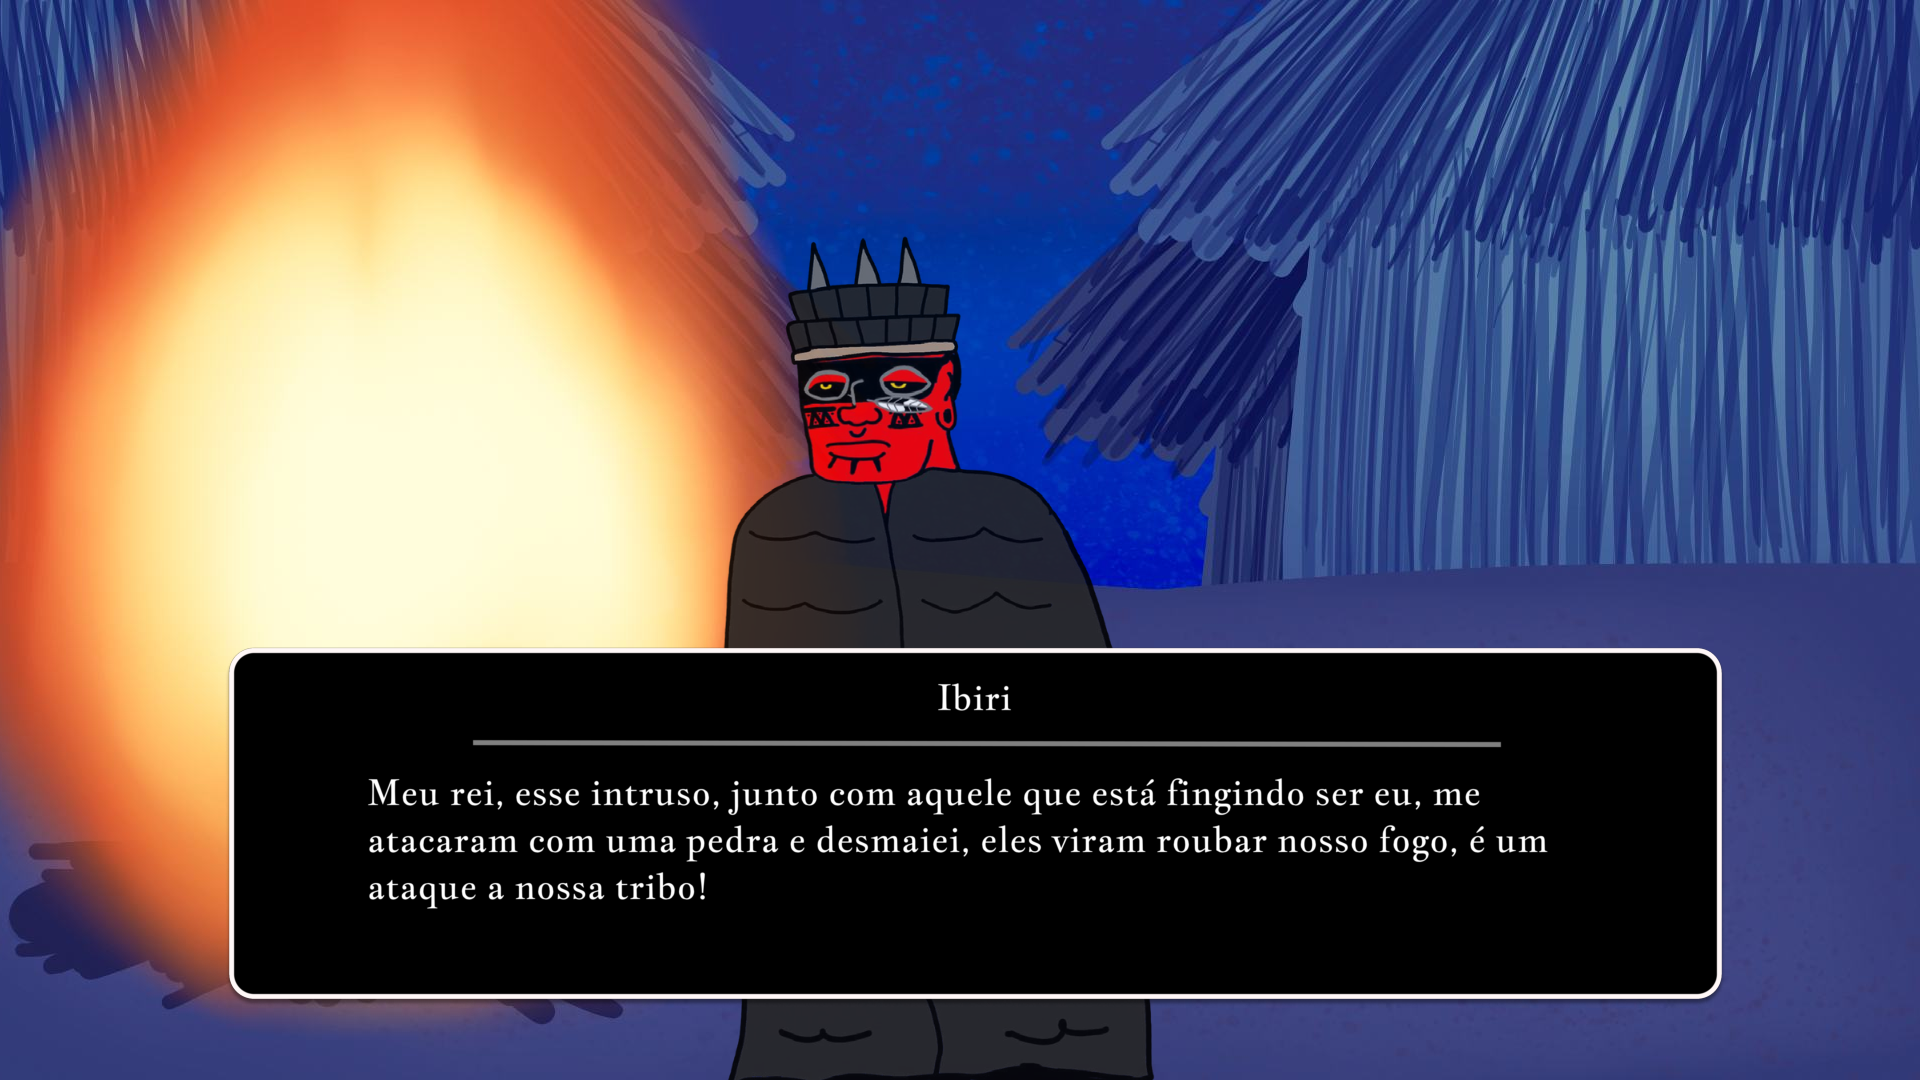 Ibiri
Meu rei, esse intruso, junto com aquele que está fingindo ser eu, me
atacaram com uma pedra e desmaiei, eles viram roubar nosso fogo, é um
ataque a nossa tribo!